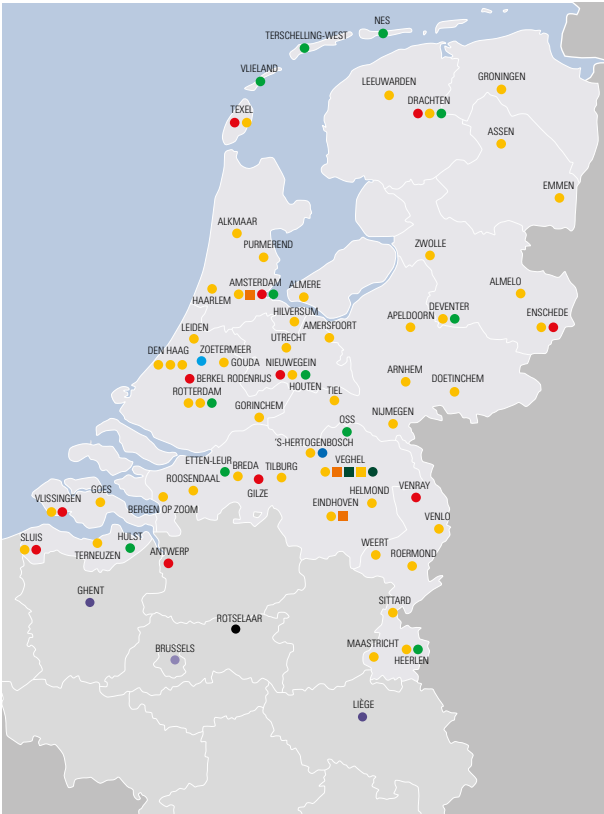 NES
TERSCHELLING-WEST
VLIELAND
GRONINGEN
LEEUWARDEN
DRACHTEN
TEXEL
ASSEN
EMMEN
ALKMAAR
PURMEREND
ZWOLLE
AMSTERDAM
ALMERE
ALMELO
HAARLEM
HILVERSUM
DEVENTER
APELDOORN
ENSCHEDE
AMERSFOORT
LEIDEN
UTRECHT
DEN HAAG
ZOETERMEER
GOUDA
NIEUWEGEIN
BERKEL RODENRIJS
HOUTEN
ARNHEM
DOETINCHEM
ROTTERDAM
TIEL
GORINCHEM
NIJMEGEN
OSS
'S-HERTOGENBOSCH
ETTEN-LEUR
BREDA
TILBURG
VEGHEL
ROOSENDAAL
GOES
VLISSINGEN
GILZE
HELMOND
VENRAY
BERGEN OP ZOOM
EINDHOVEN
VENLO
SLUIS
HULST
TERNEUZEN
ANTWERP
WEERT
ROERMOND
GHENT
SITTARD
ROTSELAAR
BRUSSELS
MAASTRICHT
HEERLEN
LIÈGE